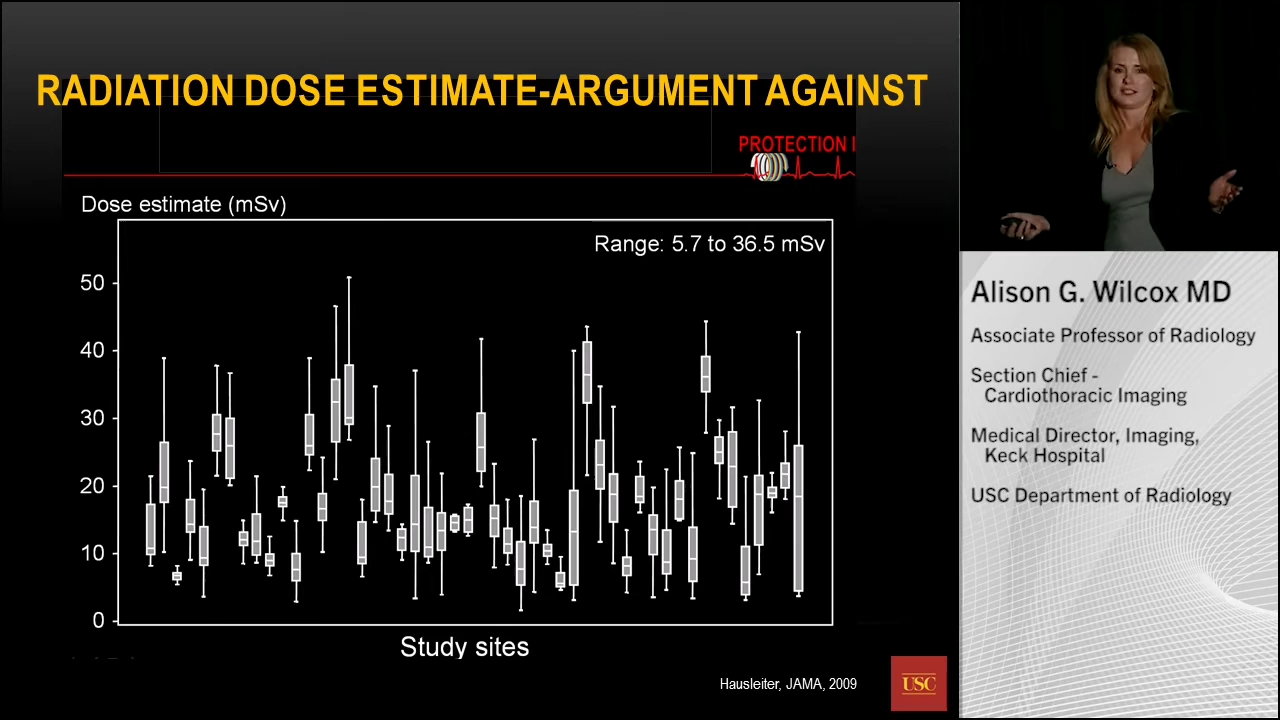 RADIATION DOSE ESTIMATE-ARGUMENT AGAINST
PROTECTION I
Dose estimate (mSv)
Range: 5.7 to 36.5 mSv
50
40
30
20
10
0
Study sites
Hausleiter, JAMA, 2009
USC
Alison G. Wilcox MD
Associate Professor of Radiology
Section Chief -
Cardiothoracic Imaging
Medical Director, Imaging,
Keck Hospital
USC Department of Radiology